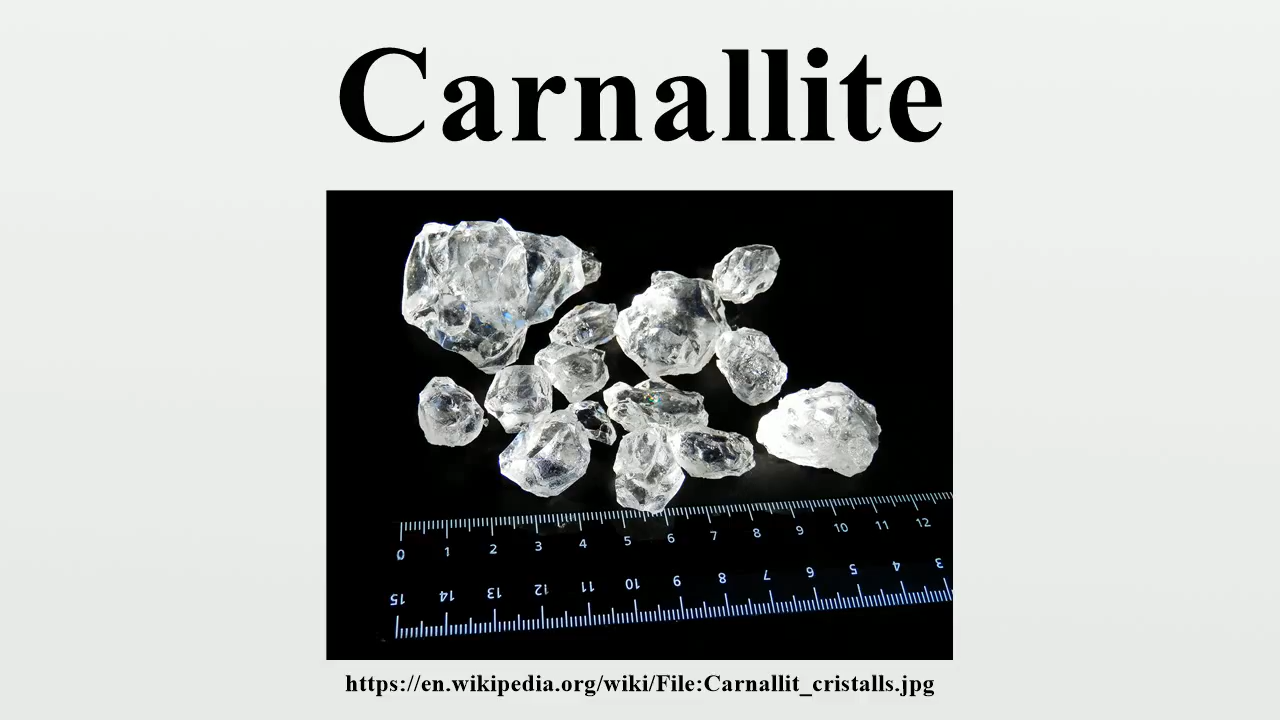 Carnallite
0 1 2 3 4 5 6 7 8 9 10 11 12
15 14 13 12 11 10 9 8 7 6 5 4 3
https://en.wikipedia.org/wiki/File:Carnallit_cristalls.jpg